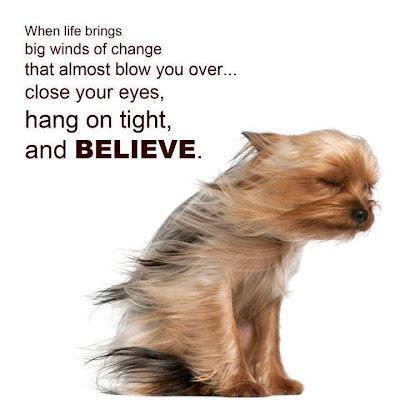 When life brings
big winds of change
that almost blow you over...
close your eyes,
hang on tight,
and BELIEVE.